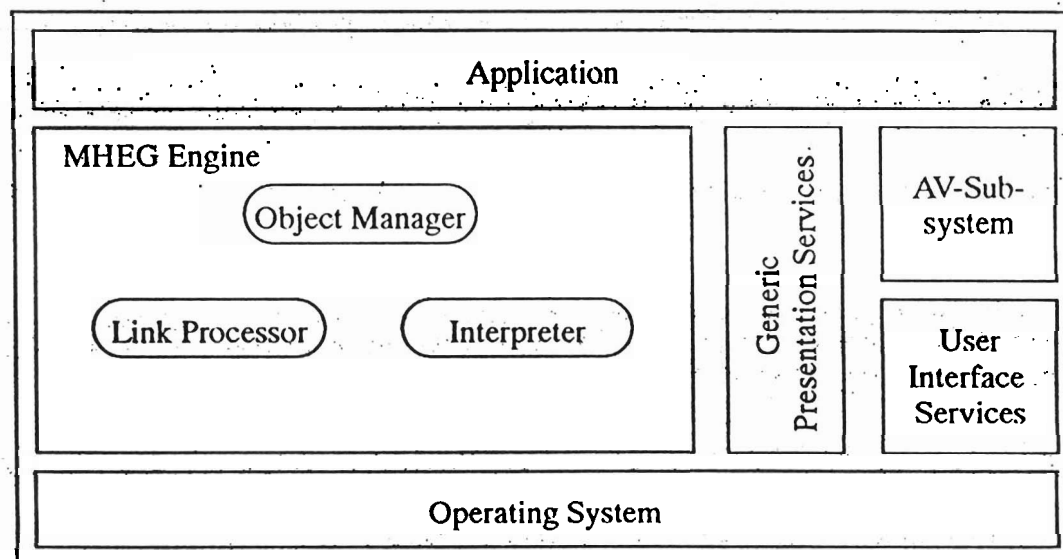 Application
MHEG Engine
Object Manager
Link Processor
Interpreter
Generic
Presentation Services
AV-Sub-
system
User
Interface
Services
Operating System